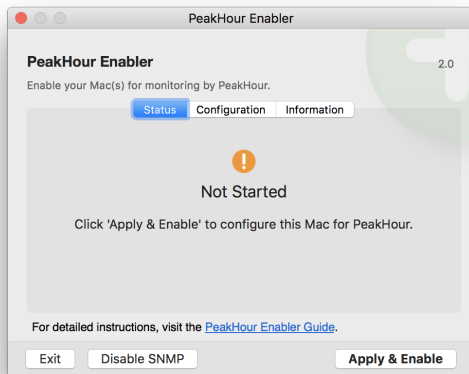 PeakHour Enabler
PeakHour Enabler
2.0
Enable your Mac(s) for monitoring by PeakHour.
Status Configuration Information
Not Started
Click 'Apply & Enable' to configure this Mac for PeakHour.
For detailed instructions, visit the PeakHour Enabler Guide.
Exit Disable SNMP Apply & Enable